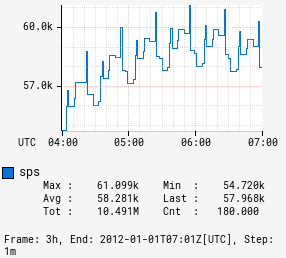 60.0k
57.0k
UTC 04:00 05:00 06:00 07:00
sps
Max : 61.099k Min : 54.720k
Avg : 58.281k Last : 57.968k
Tot : 10.491M Cnt : 180.000
Frame: 3h, End: 2012-01-01T07:01Z[UTC], Step:
1m